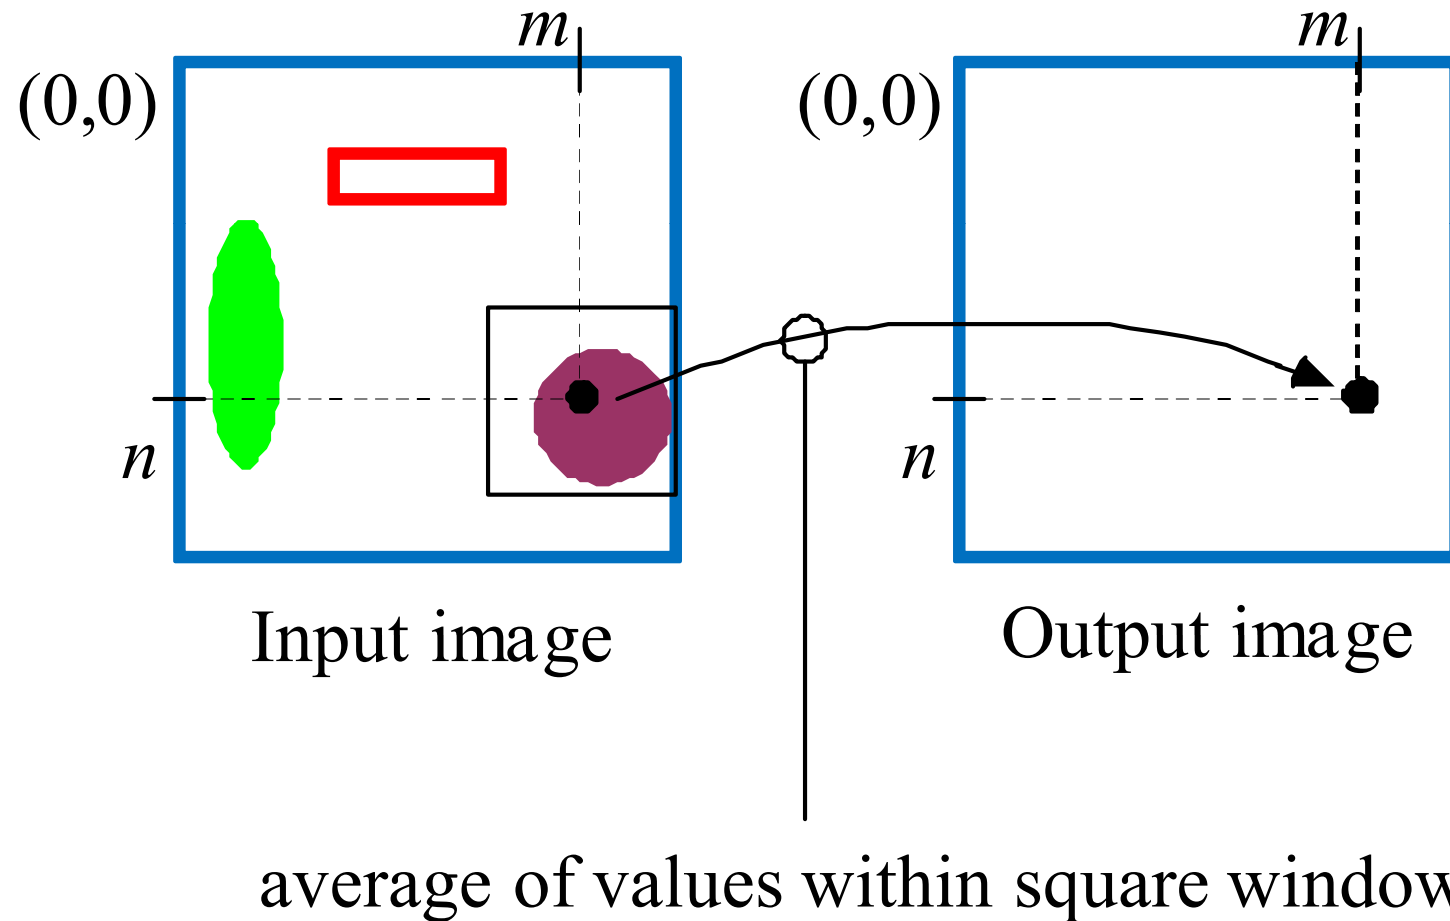 m
m
(0,0)
(0,0)
n
n
Input image
Output image
average of values within square window